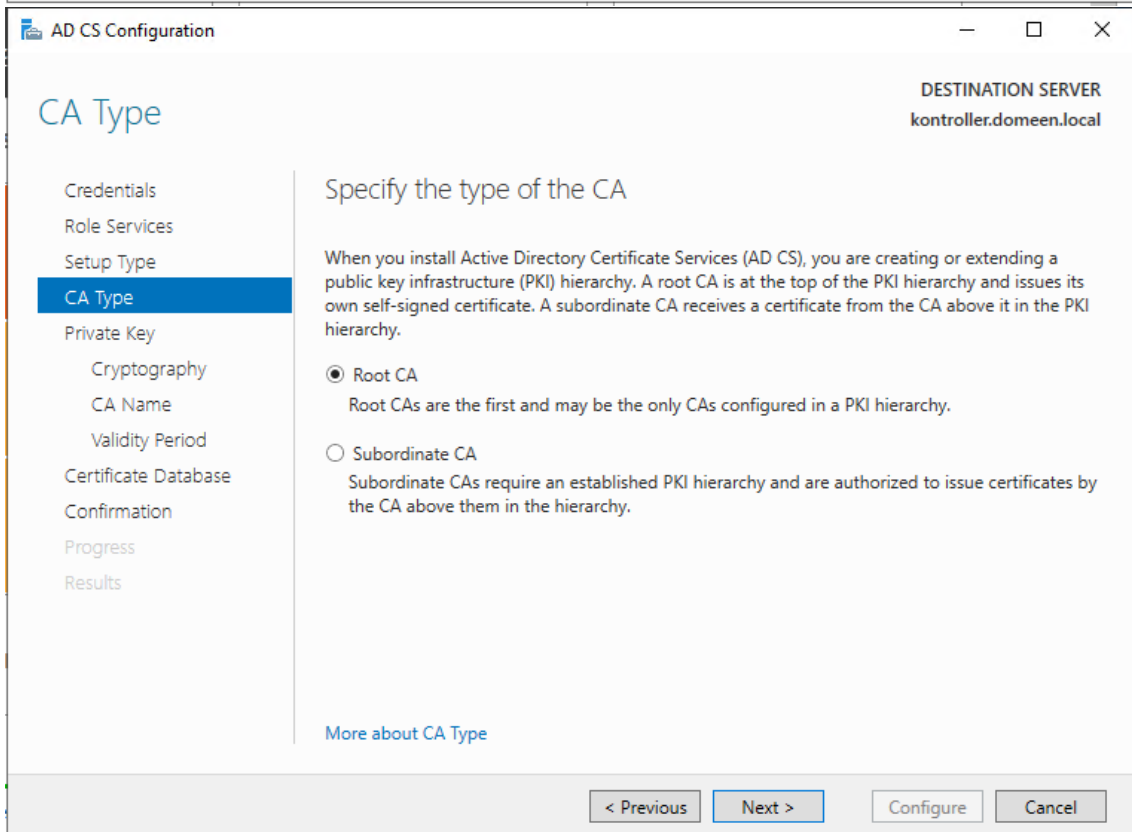 AD CS Configuration
DESTINATION SERVER
kontroller.domeen.local
CA Type
Credentials
Role Services
Setup Type
CA Type
Private Key
Cryptography
CA Name
Validity Period
Certificate Database
Confirmation
Progress
Results
Specify the type of the CA
When you install Active Directory Certificate Services (AD CS), you are creating or extending a
public key infrastructure (PKI) hierarchy. A root CA is at the top of the PKI hierarchy and issues its
own self-signed certificate. A subordinate CA receives a certificate from the CA above it in the PKI
hierarchy.
Root CA
Root CAs are the first and may be the only CAs configured in a PKI hierarchy.
Subordinate CA
Subordinate CAs require an established PKI hierarchy and are authorized to issue certificates by
the CA above them in the hierarchy.
More about CA Type
< Previous
Next >
Configure
Cancel